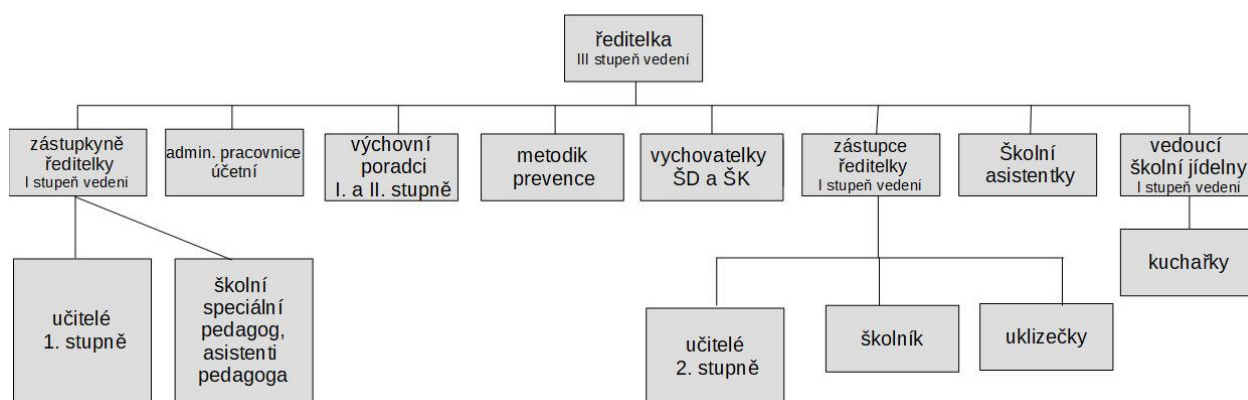 ředitelka
III stupeň vedení
zástupkyně
ředitelky
I stupeň vedení
admin. pracovnice
účetní
výchovní
poradci
I. a II. stupně
metodik
prevence
vychovatelky
ŠD a ŠK
zástupce
ředitelky
I stupeň vedení
Školní
asistentky
vedoucí
školní jídelny
I stupeň vedení
učitelé
1. stupně
školní
speciální
pedagog,
asistenti
pedagoga
učitelé
2. stupně
školník
uklizečky
kuchařky